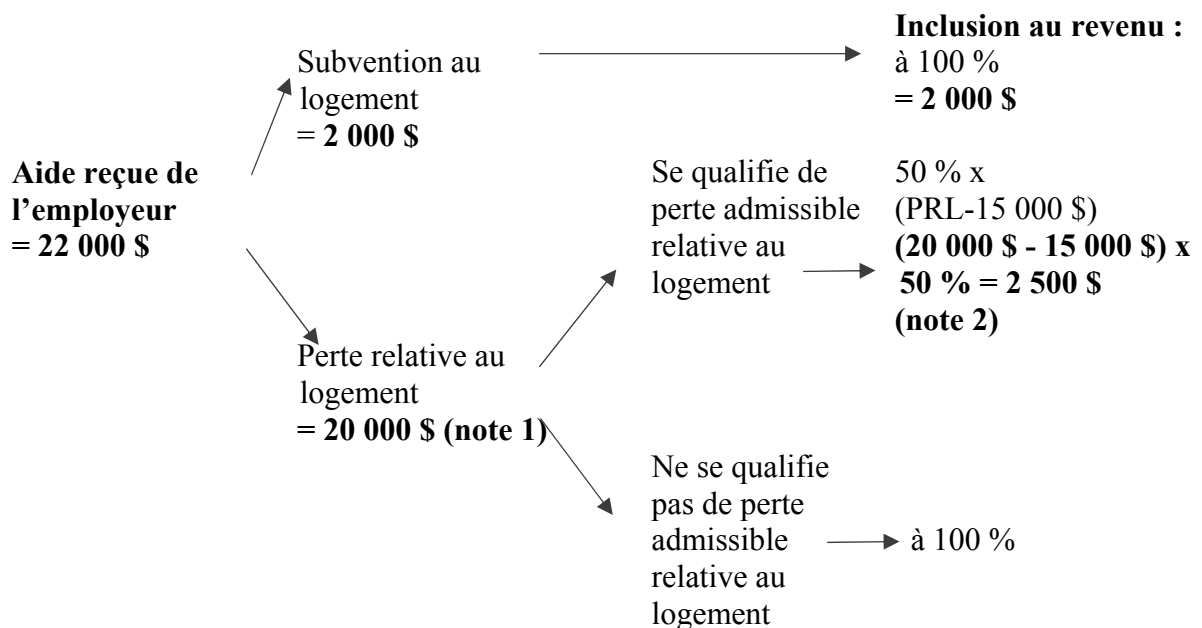 Aide reçue de
l’employeur
= 22 000 $
Subvention au
logement
= 2 000 $
Inclusion au revenu :
à 100 %
= 2 000 $
Perte relative au
logement
= 20 000 $ (note 1)
Se qualifie de
perte admissible
relative au
logement
50 % x
(PRL-15 000 $)
(20 000 $ - 15 000 $) x
50 % = 2 500 $
(note 2)
Ne se qualifie
pas de perte
admissible
relative au
logement
à 100 %